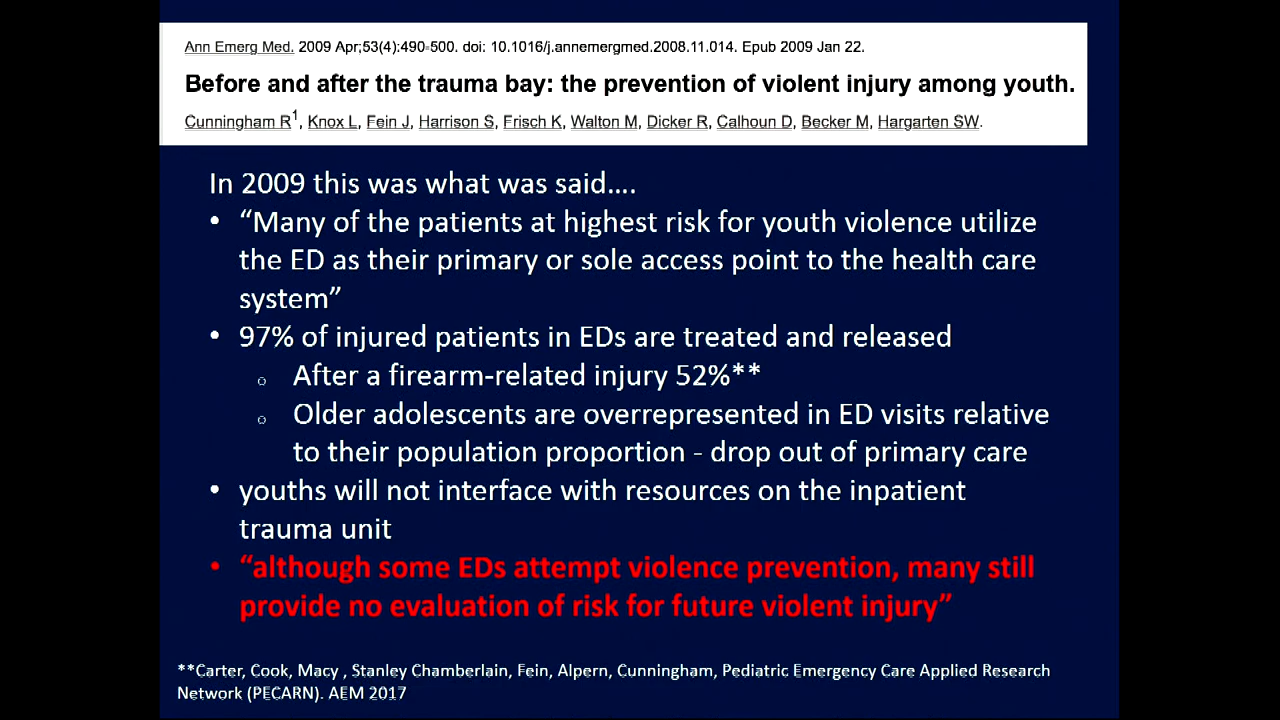 Ann Emerg Med. 2009 Apr;53(4):490-500. doi: 10.1016/j.annemergmed.2008.11.014. Epub 2009 Jan 22.
Before and after the trauma bay: the prevention of violent injury among youth.
Cunningham R1, Knox L, Fein J, Harrison S, Frisch K, Walton M, Dicker R, Calhoun D, Becker M, Hargarten SW.
In 2009 this was what was said….
• “Many of the patients at highest risk for youth violence utilize
the ED as their primary or sole access point to the health care
system”
• 97% of injured patients in EDs are treated and released
o After a firearm-related injury 52%**
o Older adolescents are overrepresented in ED visits relative
to their population proportion - drop out of primary care
• youths will not interface with resources on the inpatient
trauma unit
• “although some EDs attempt violence prevention, many still
provide no evaluation of risk for future violent injury”
**Carter, Cook, Macy , Stanley Chamberlain, Fein, Alpern, Cunningham, Pediatric Emergency Care Applied Research
Network (PECARN). AEM 2017